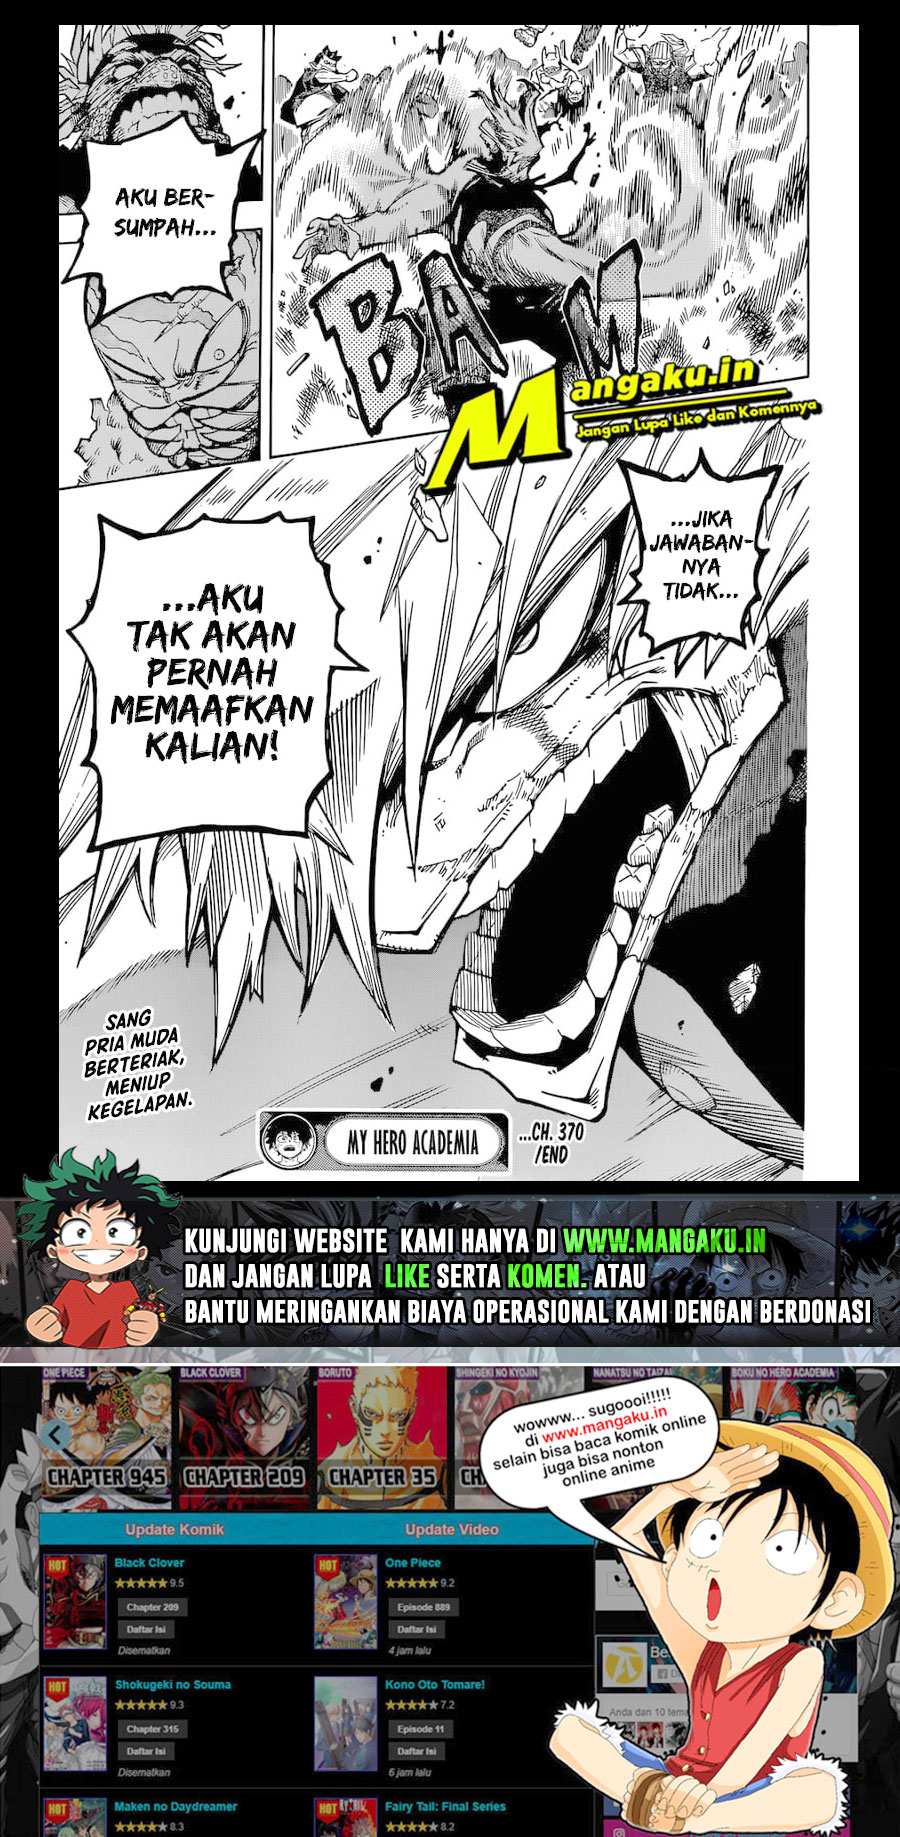 AKU BER-
SUMPAH...
BAM
Mangaku.in
Jangan Lupa Like dan Komennya
...JIKA
JAWABAN-
NYA
TIDAK...
...AKU
TAK AKAN
PERNAH
MEMAAFKAN
KALIAN!
SANG
PRIA MUDA
BERTERIAK,
MENIUP
KEGELAPAN.
MY HERO ACADEMIA
...CH. 370
/END
KUNJUNGI WEBSITE KAMI HANYA DI WWW.MANGAKU.IN
DAN JANGAN LUPA LIKE SERTA KOMEN. ATAU
BANTU MERINGANKAN BIAYA OPERASIONAL KAMI DENGAN BERDONASI
ONE PIECE BLACK CLOVER BORUTO SHINGEKI NO KYOJIN NANATSU NO TAIZAI BOKU NO HERO ACADEMIA
CHAPTER 945 CHAPTER 209 CHAPTER 35
wowww... sugoooi!!!!!
di www.mangaku.in
selain bisa baca komik online
juga bisa nonton
online anime
Update Komik
Update Video
HOT
Black Clover
9.5
Chapter 209
Daftar Isi
Disematkan
HOT
One Piece
9.2
Episode 889
Daftar Isi
4 jam lalu
HOT
Shokugeki no Souma
9.3
Chapter 315
Daftar Isi
Disematkan
Kono Oto Tomare!
7.2
Episode 11
Daftar Isi
6 jam lalu
HOT
Maken no Daydreamer
8.3
HOT
Fairy Tail: Final Series
8.2
Anda dan 10 tema